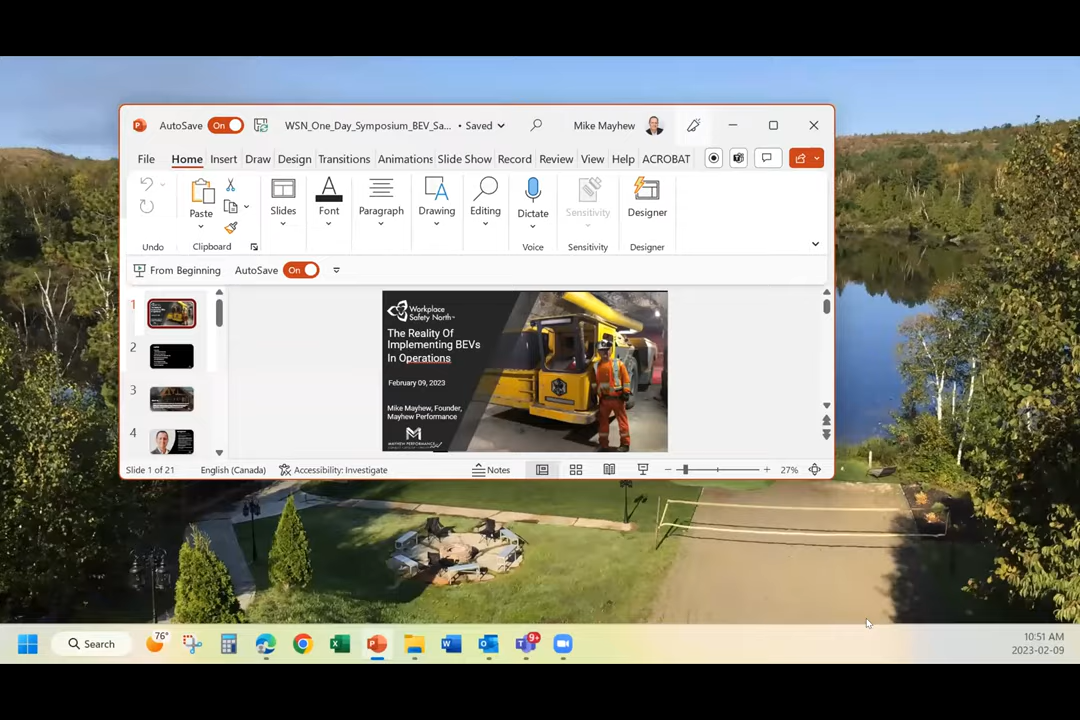 AutoSave On WSN_One_Day_Symposium_BEV_Sa... • Saved Mike Mayhew
File Home Insert Draw Design Transitions Animations Slide Show Record Review View Help ACROBAT
Paste Slides Font Paragraph Drawing Editing Dictate Sensitivity Designer
Undo Clipboard Voice Sensitivity Designer
From Beginning AutoSave On
1
2
3
4
Workplace
Safety North
The Reality Of
Implementing BEVs
In Operations
February 09, 2023
Mike Mayhew, Founder,
Mayhew Performance
MAYHEW PERFORMANCE
Slide 1 of 21 English (Canada) Accessibility: Investigate Notes 27%
Search 76° 9+ 10:51 AM
2023-02-09